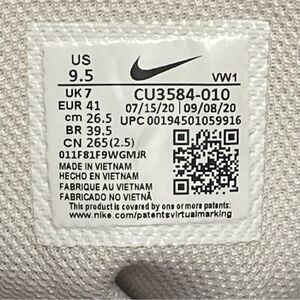 US
9.5
VW1
UK 7
EUR 41
cm 26.5
BR 39.5
CN 265(2.5)
CU3584-010
07/15/20 09/08/20
UPC 00194501059916
011F81F9WGMJR
MADE IN VIETNAM
HECHO EN VIETNAM
FABRIQUE AU VIETNAM
FABRICADO NO VIETNÃ
This product is covered by one or more patents:
www.nike.com/patentsvirtualmarking